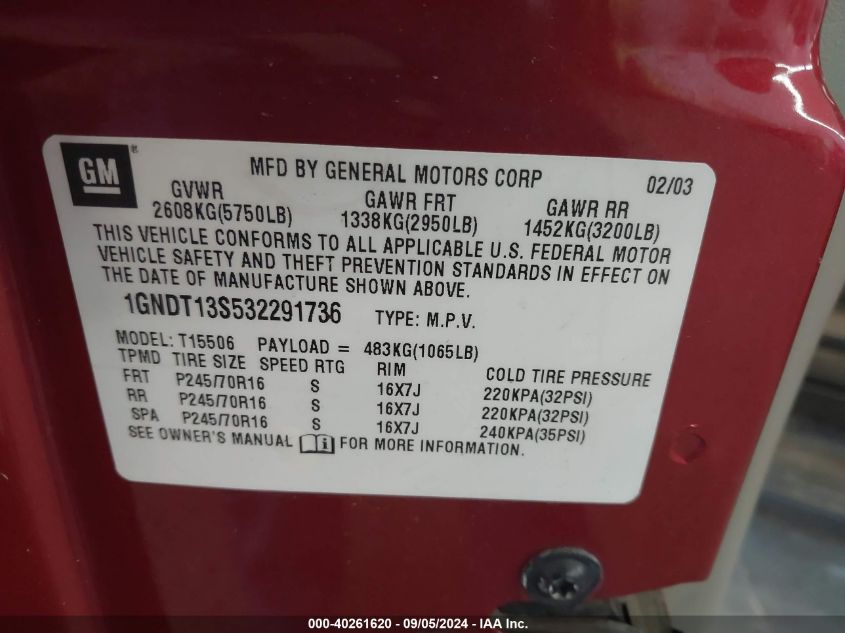 GM ®
MFD BY GENERAL MOTORS CORP 02/03
GVWR GAWR FRT GAWR RR
2608KG(5750LB) 1338KG(2950LB) 1452KG(3200LB)
THIS VEHICLE CONFORMS TO ALL APPLICABLE U.S. FEDERAL MOTOR
VEHICLE SAFETY AND THEFT PREVENTION STANDARDS IN EFFECT ON
THE DATE OF MANUFACTURE SHOWN ABOVE.
1GNDT13S532291736 TYPE: M.P.V.
MODEL: T15506 PAYLOAD = 483KG(1065LB)
TPMD TIRE SIZE SPEED RTG RIM COLD TIRE PRESSURE
FRT P245/70R16 S 16X7J 220KPA(32PSI)
RR P245/70R16 S 16X7J 220KPA(32PSI)
SPA P245/70R16 S 16X7J 240KPA(35PSI)
SEE OWNER'S MANUAL i FOR MORE INFORMATION.
000-40261620 - 09/05/2024 - IAA Inc.